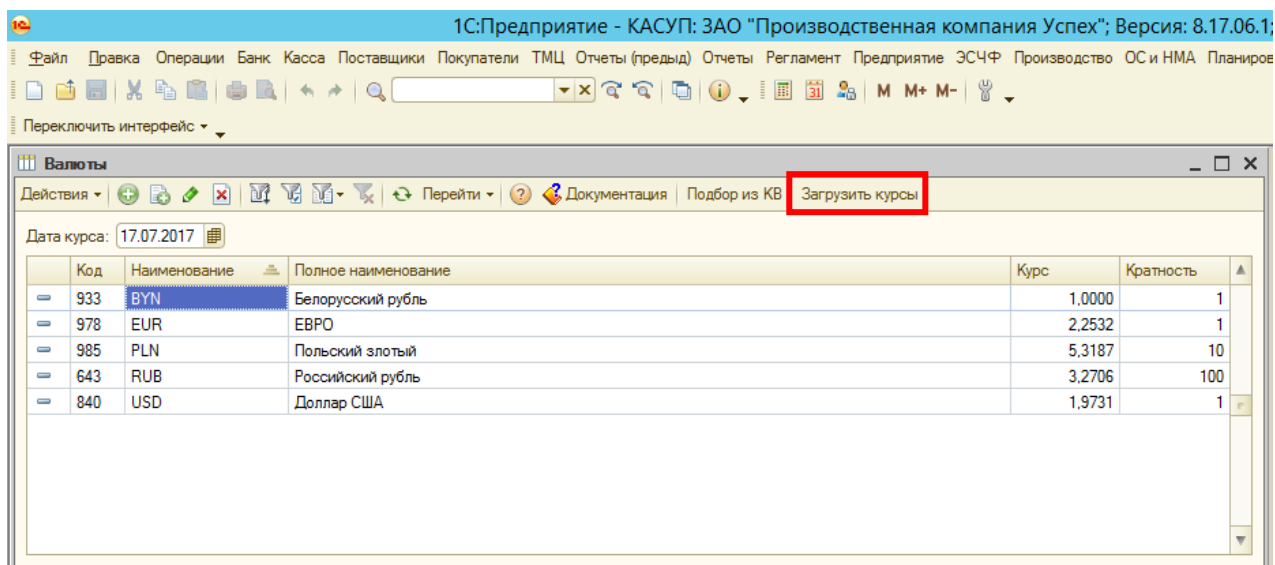 1С:Предприятие - КАСУП: ЗАО "Производственная компания Успех"; Версия: 8.17.06.1;
Файл Правка Операции Банк Касса Поставщики Покупатели ТМЦ Отчеты (предыд) Отчеты Регламент Предприятие ЭСЧФ Производство ОС и НМА Планиров
M M+ M-
Переключить интерфейс
Валюты
Действия Перейти Документация Подбор из КВ Загрузить курсы
Дата курса: 17.07.2017
Код Наименование Полное наименование Курс Кратность
933 BYN Белорусский рубль 1,0000 1
978 EUR ЕВРО 2,2532 1
985 PLN Польский злотый 5,3187 10
643 RUB Российский рубль 3,2706 100
840 USD Доллар США 1,9731 1